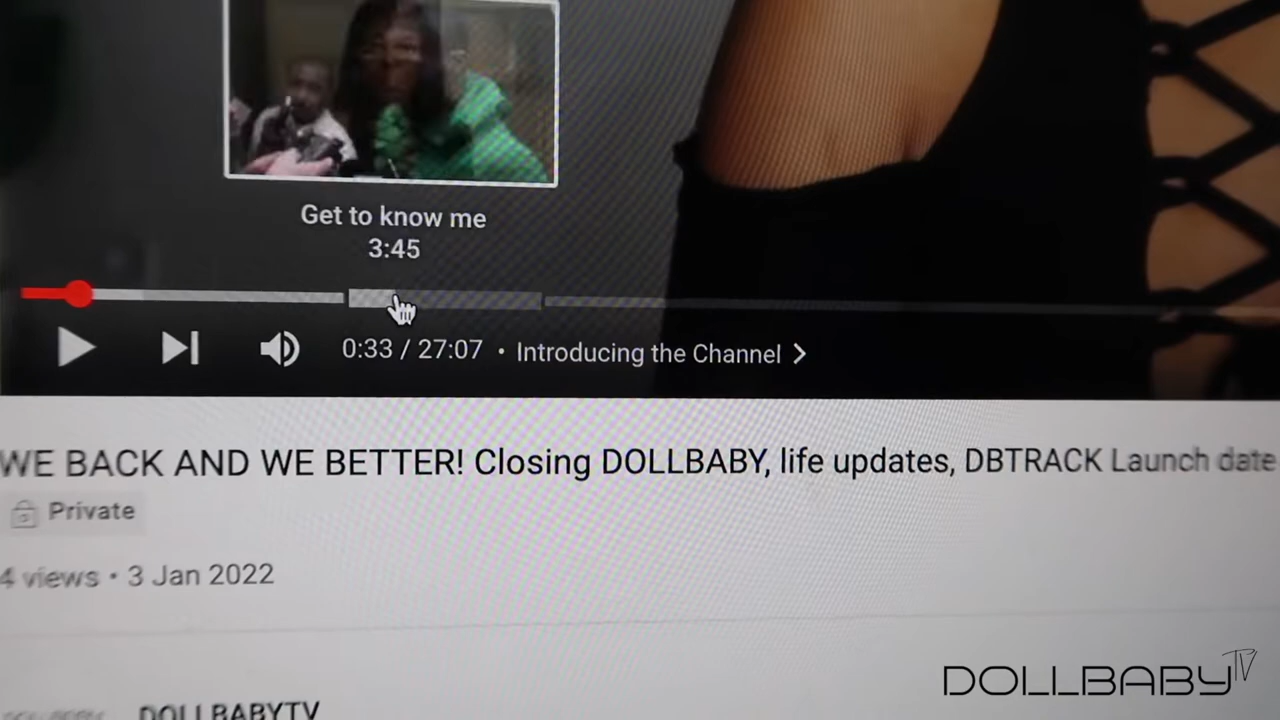 Get to know me
3:45
0:33 / 27:07 • Introducing the Channel
WE BACK AND WE BETTER! Closing DOLLBABY, life updates, DBTRACK Launch date
Private
4 views • 3 Jan 2022
DOLLBABYTV
DOLLBABYTV